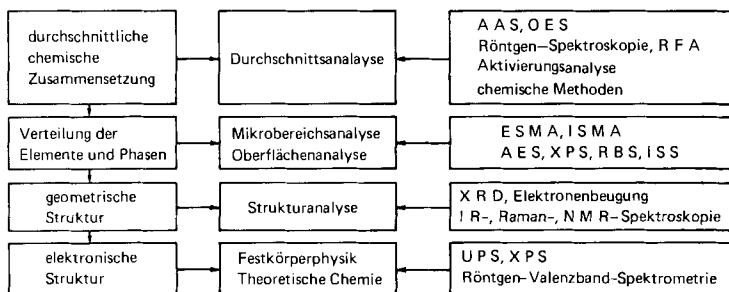 durchschnittliche
chemische
Zusammensetzung
Durchschnittsanalayse
A A S, O E S
Röntgen-Spektroskopie, R F A
Aktivierungsanalyse
chemische Methoden
Verteilung der
Elemente und Phasen
Mikrobereichsanalyse
Oberflächenanalyse
E S M A, I S M A
A E S, X P S, R B S, I S S
geometrische
Struktur
Strukturanalyse
X R D, Elektronenbeugung
I R-, Raman-, N M R-Spektroskopie
elektronische
Struktur
Festkörperphysik
Theoretische Chemie
U P S, X P S
Röntgen-Valenzband-Spektrometrie